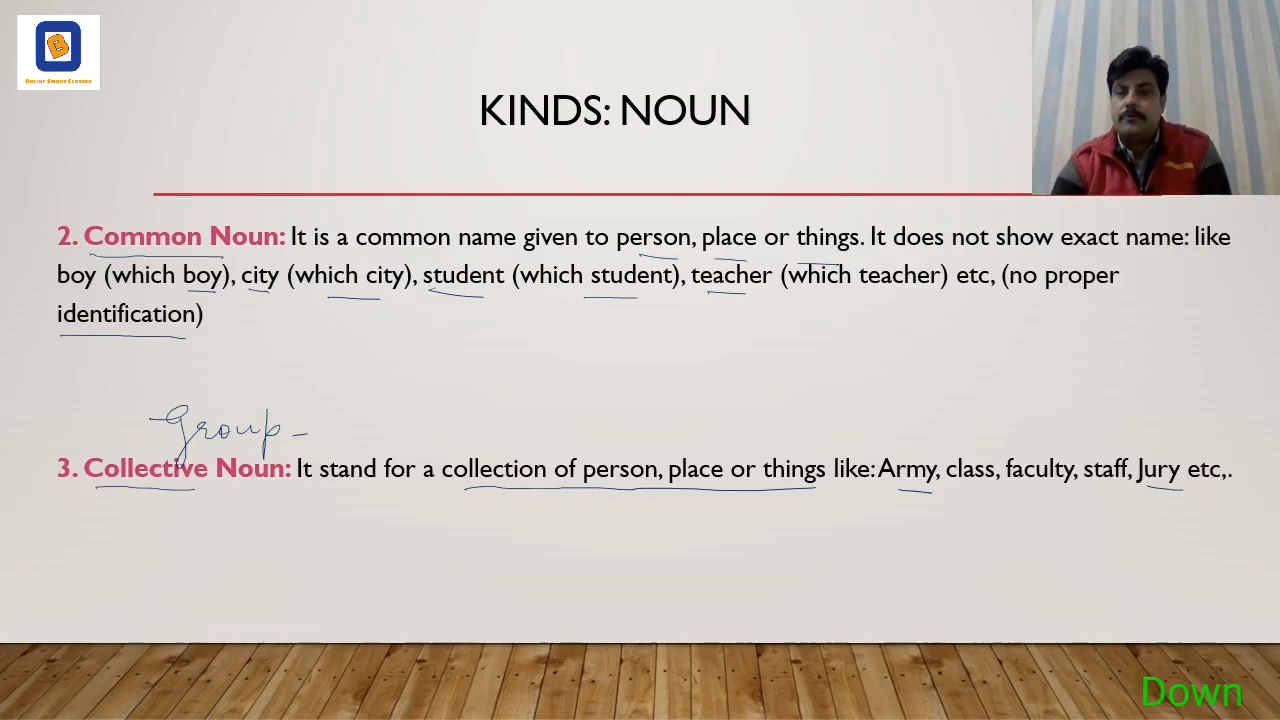 B
ONLINE SMART CLASSES
KINDS: NOUN
2. Common Noun: It is a common name given to person, place or things. It does not show exact name: like
boy (which boy), city (which city), student (which student), teacher (which teacher) etc, (no proper
identification)
Group -
3. Collective Noun: It stand for a collection of person, place or things like: Army, class, faculty, staff, Jury etc,.
Down